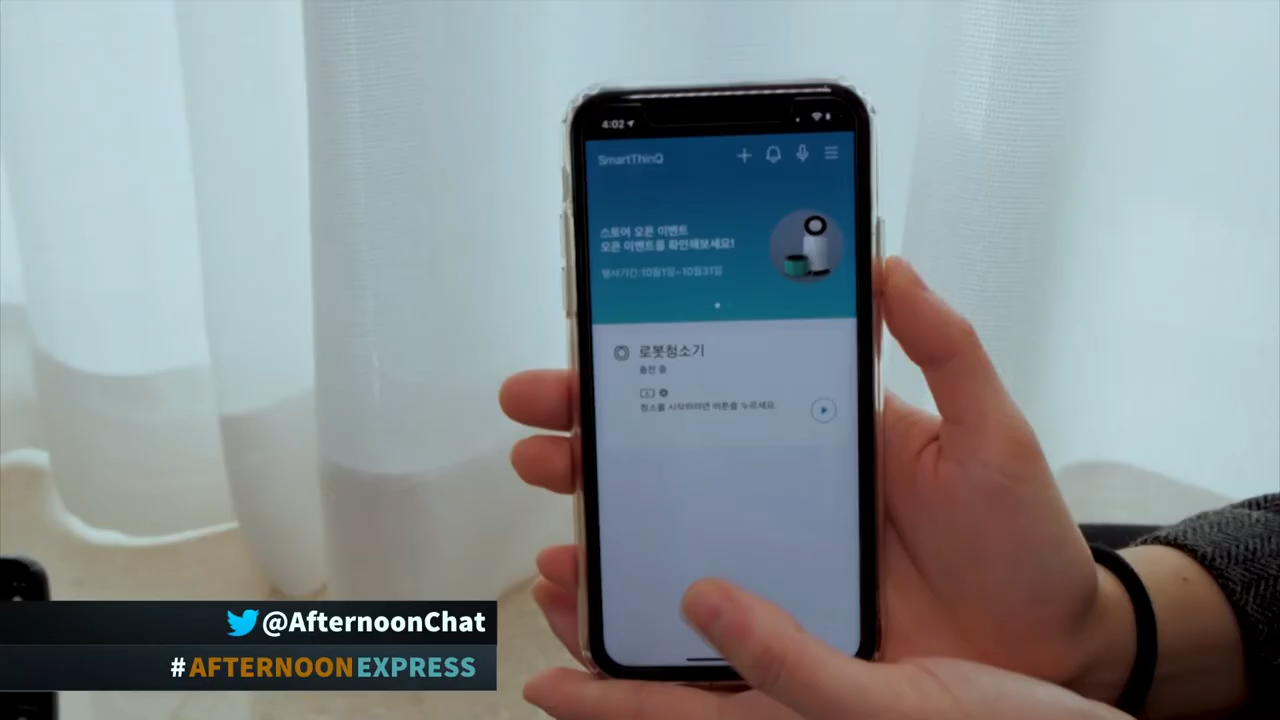 4:02
SmartThinQ
스토어 오픈 이벤트
오픈 이벤트를 확인해보세요!
행사기간:10월1일~10월31일
로봇청소기
충전 중
청소를 시작하려면 버튼을 누르세요.
@AfternoonChat
#AFTERNOONEXPRESS